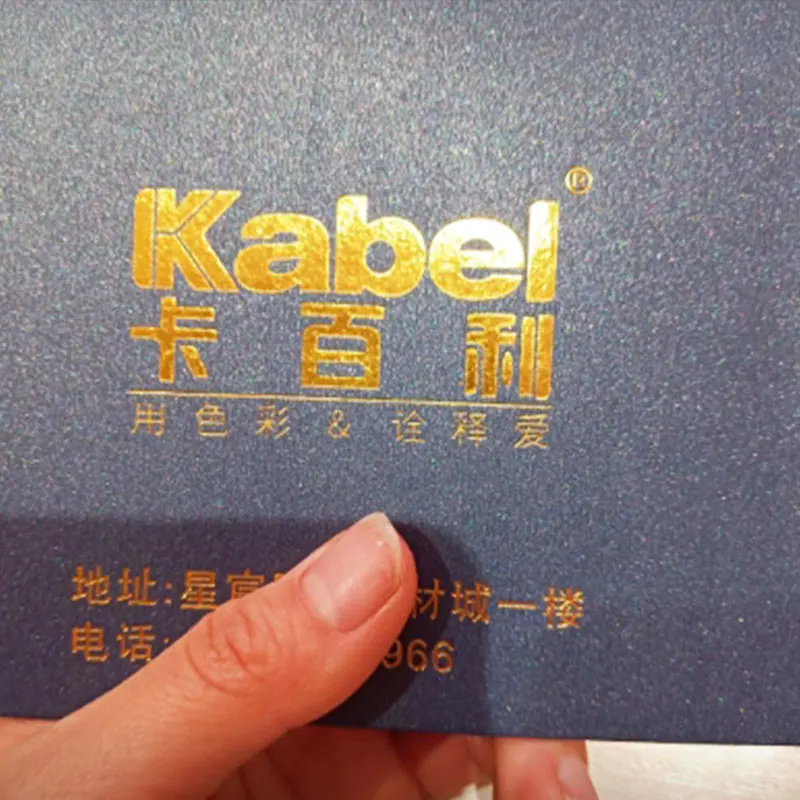 Kabel®
卡百利
用色彩&诠释爱
地址:星 材城一楼
电话: 966